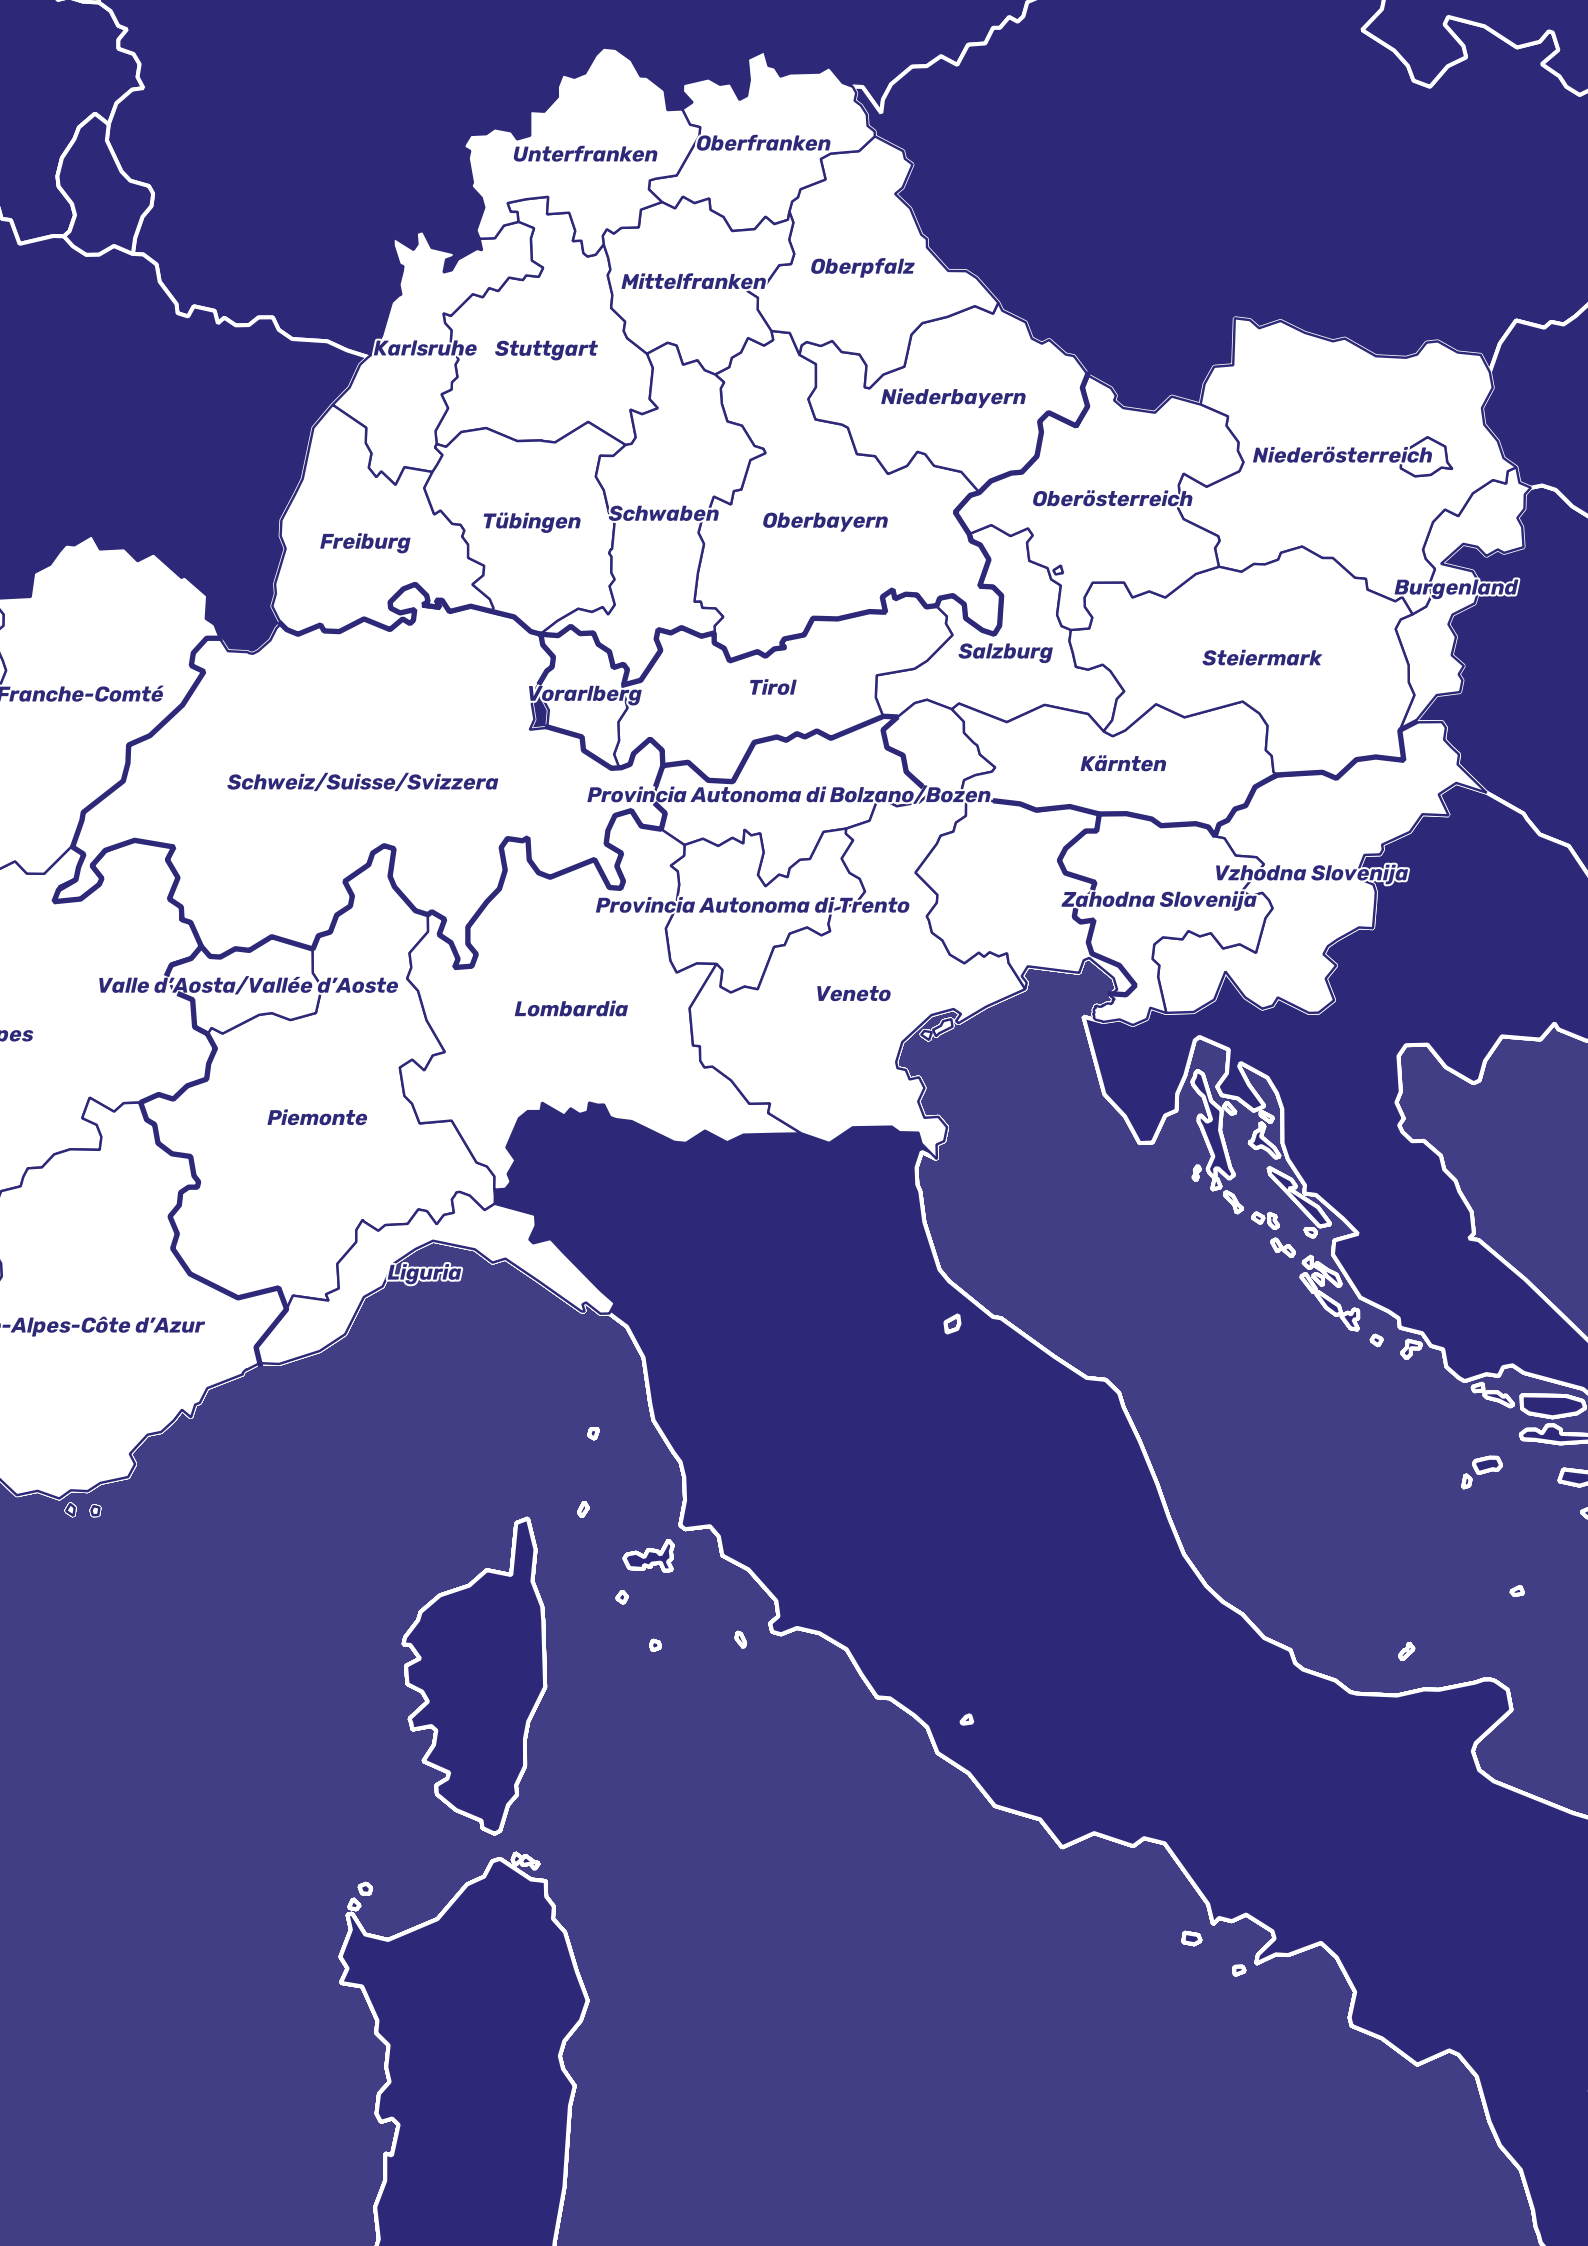 Oberfranken
Unterfranken
Oberpfalz
Mittelfranken
Karlsruhe
Stuttgart
Niederbayern
Niederösterreich
Oberösterreich
Schwaben
Tübingen
Oberbayern
Freiburg
Burgenland
Salzburg
Steiermark
Tirol
Franche-Comté
Vorarlberg
Kärnten
Schweiz/Suisse/Svizzera
Provincia Autonoma di Bolzano/Bozen
Vzhodna Slovenija
Zahodna Slovenija
Provincia Autonoma di Trento
Valle d’Aosta/Vallée d’Aoste
Veneto
Lombardia
pes
Piemonte
Liguria
-Alpes-Côte d’Azur